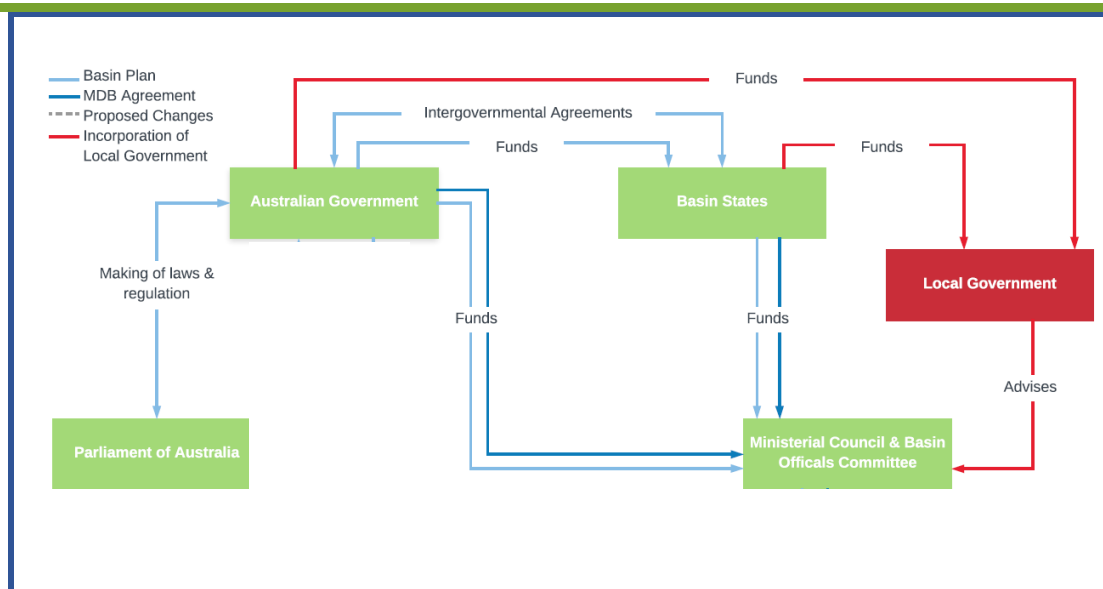 Basin Plan
MDB Agreement
Proposed Changes
Incorporation of
Local Government
Funds
Intergovernmental Agreements
Funds
Funds
Australian Government
Basin States
Making of laws &
regulation
Local Government
Funds
Funds
Advises
Parliament of Australia
Ministerial Council & Basin
Officals Committee